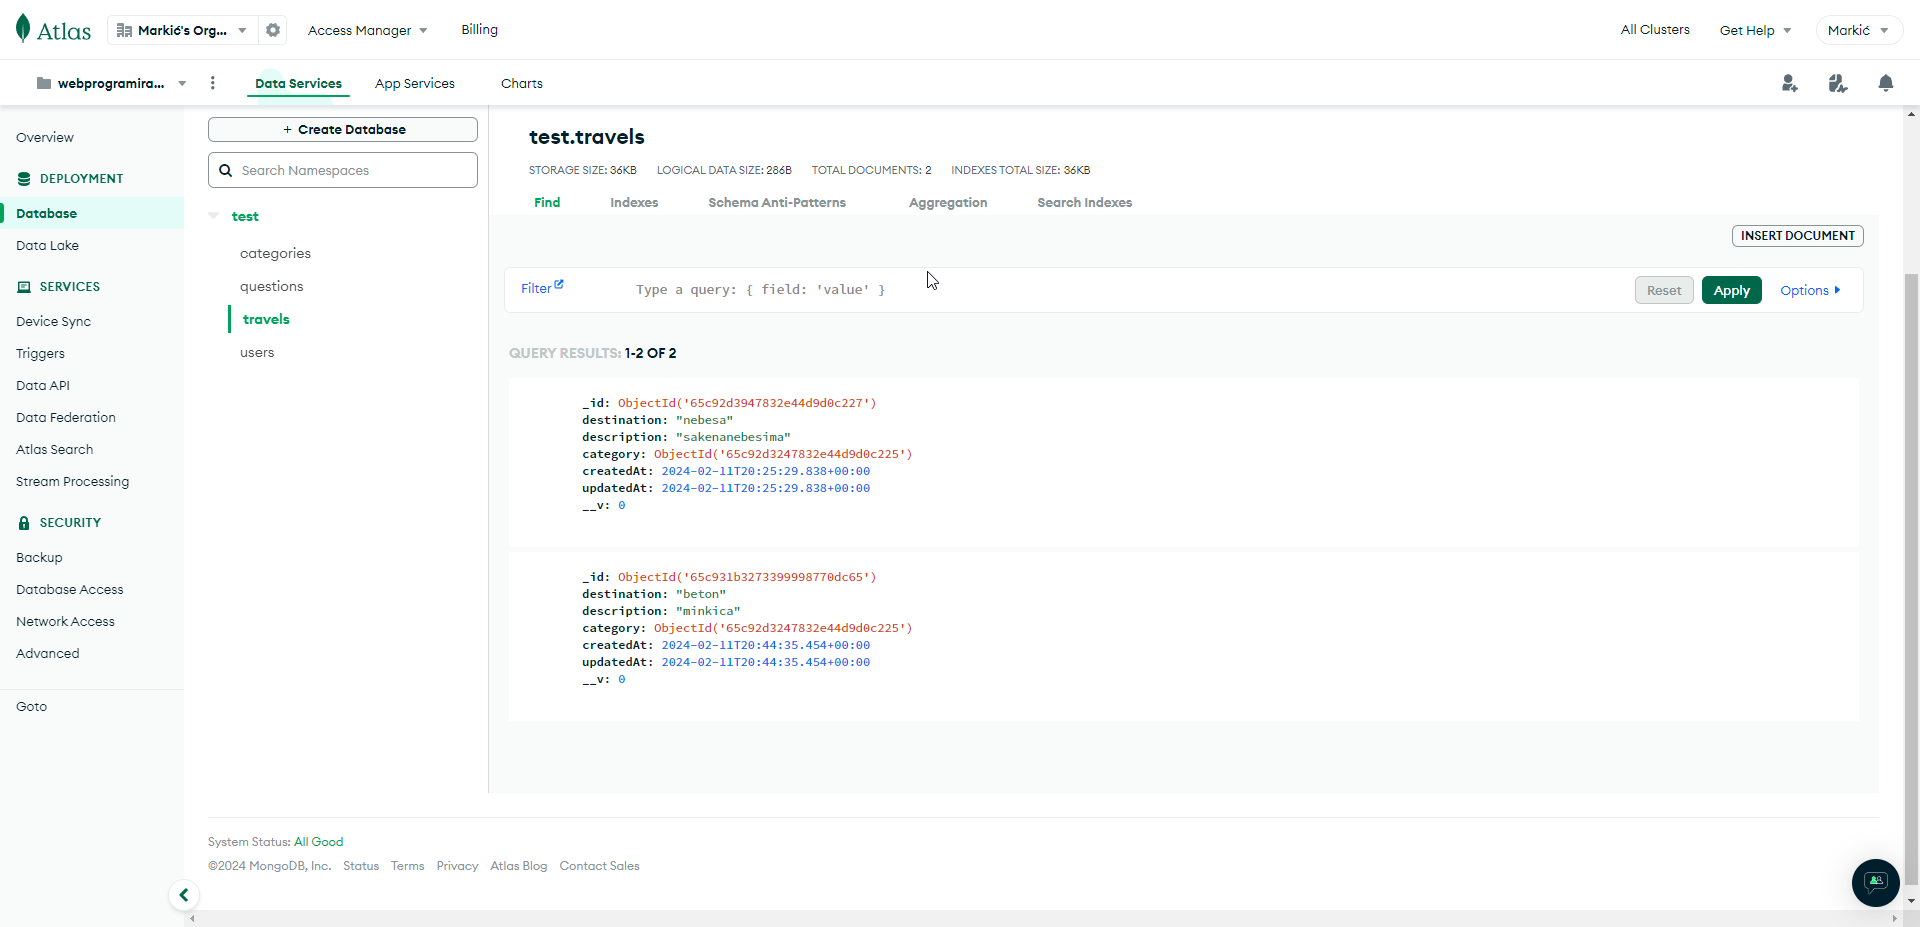 Atlas
Markić's Org...
Access Manager
Billing
All Clusters
Get Help
Markić
webprogramira...
Data Services
App Services
Charts
Overview
DEPLOYMENT
Database
Data Lake
SERVICES
Device Sync
Triggers
Data API
Data Federation
Atlas Search
Stream Processing
SECURITY
Backup
Database Access
Network Access
Advanced
Goto
+ Create Database
Search Namespaces
test
categories
questions
travels
users
test.travels
STORAGE SIZE: 36KB LOGICAL DATA SIZE: 286B TOTAL DOCUMENTS: 2 INDEXES TOTAL SIZE: 36KB
Find Indexes Schema Anti-Patterns Aggregation Search Indexes
INSERT DOCUMENT
Filter Type a query: { field: 'value' } Reset Apply Options
QUERY RESULTS: 1-2 OF 2
_id: ObjectId('65c92d3947832e44d9d0c227')
destination: "nebesa"
description: "sakenanebesima"
category: ObjectId('65c92d3247832e44d9d0c225')
createdAt: 2024-02-11T20:25:29.838+00:00
updatedAt: 2024-02-11T20:25:29.838+00:00
__v: 0
_id: ObjectId('65c931b3273399998770dc65')
destination: "beton"
description: "minkica"
category: ObjectId('65c92d3247832e44d9d0c225')
createdAt: 2024-02-11T20:44:35.454+00:00
updatedAt: 2024-02-11T20:44:35.454+00:00
__v: 0
System Status: All Good
©2024 MongoDB, Inc. Status Terms Privacy Atlas Blog Contact Sales